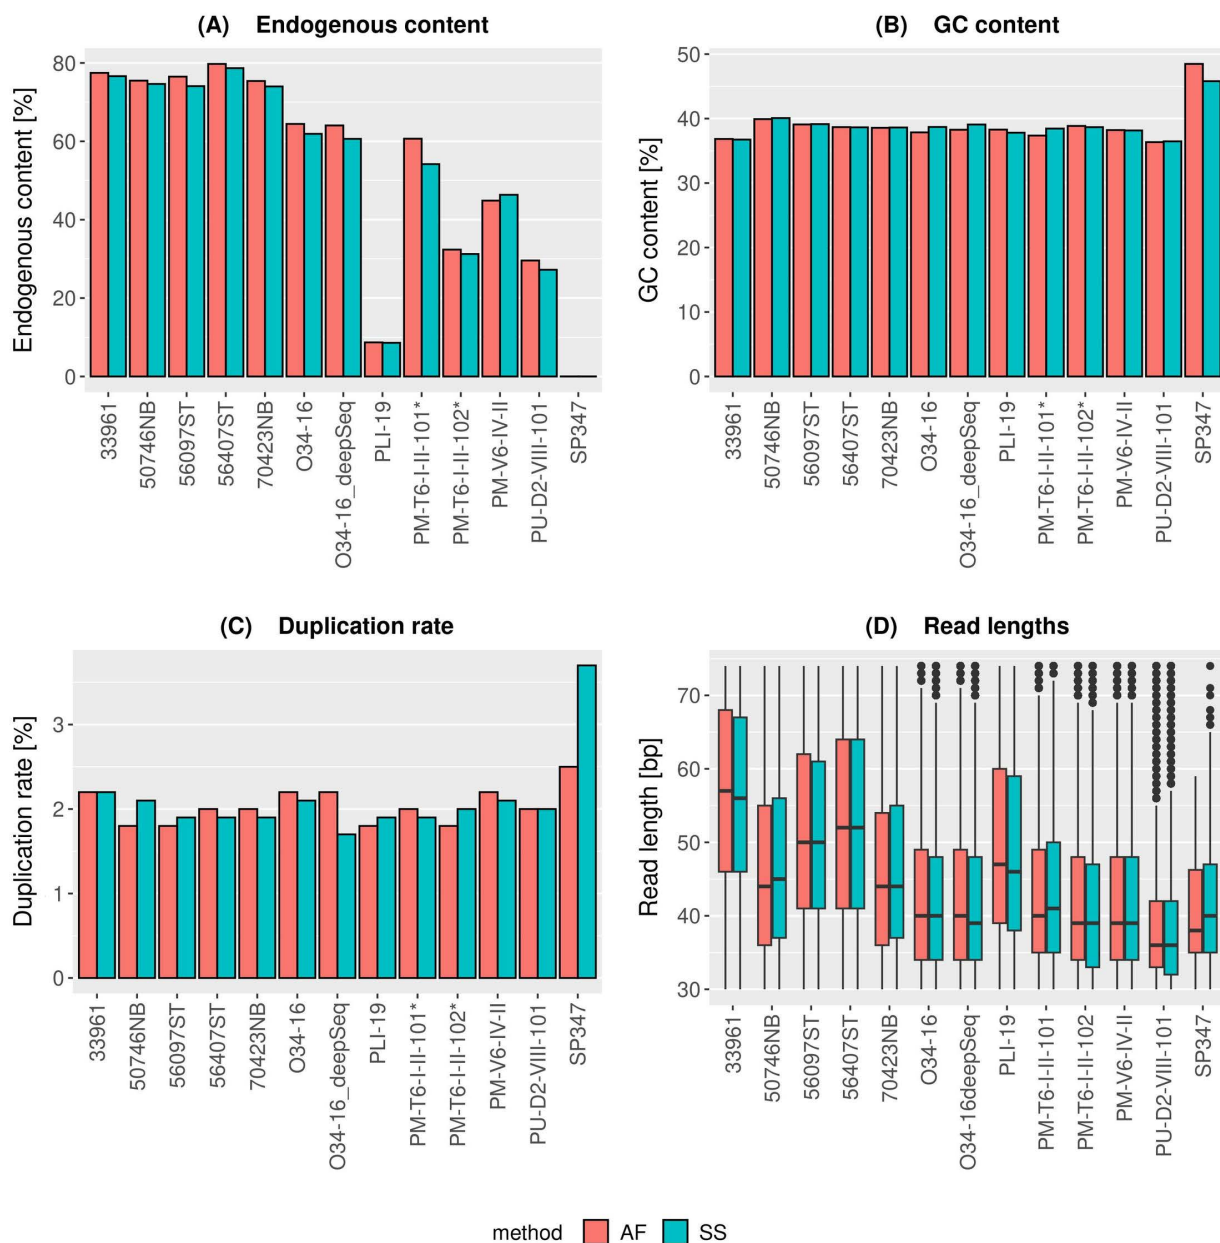 (A) Endogenous content
Endogenous content [%]
80
60
40
20
0
33961
50746NB
56097ST
56407ST
70423NB
O34-16
O34-16_deepSeq
PLI-19
PM-T6-I-II-101*
PM-T6-I-II-102*
PM-V6-IV-II
PU-D2-VIII-101
SP347
(B) GC content
GC content [%]
50
40
30
20
10
0
33961
50746NB
56097ST
56407ST
70423NB
O34-16
O34-16_deepSeq
PLI-19
PM-T6-I-II-101*
PM-T6-I-II-102*
PM-V6-IV-II
PU-D2-VIII-101
SP347
(C) Duplication rate
Duplication rate [%]
3
2
1
0
33961
50746NB
56097ST
56407ST
70423NB
O34-16
O34-16_deepSeq
PLI-19
PM-T6-I-II-101*
PM-T6-I-II-102*
PM-V6-IV-II
PU-D2-VIII-101
SP347
(D) Read lengths
Read length [bp]
70
60
50
40
30
33961
50746NB
56097ST
56407ST
70423NB
O34-16
O34-16deepSeq
PLI-19
PM-T6-I-II-101
PM-T6-I-II-102
PM-V6-IV-II
PU-D2-VIII-101
SP347
method AF SS